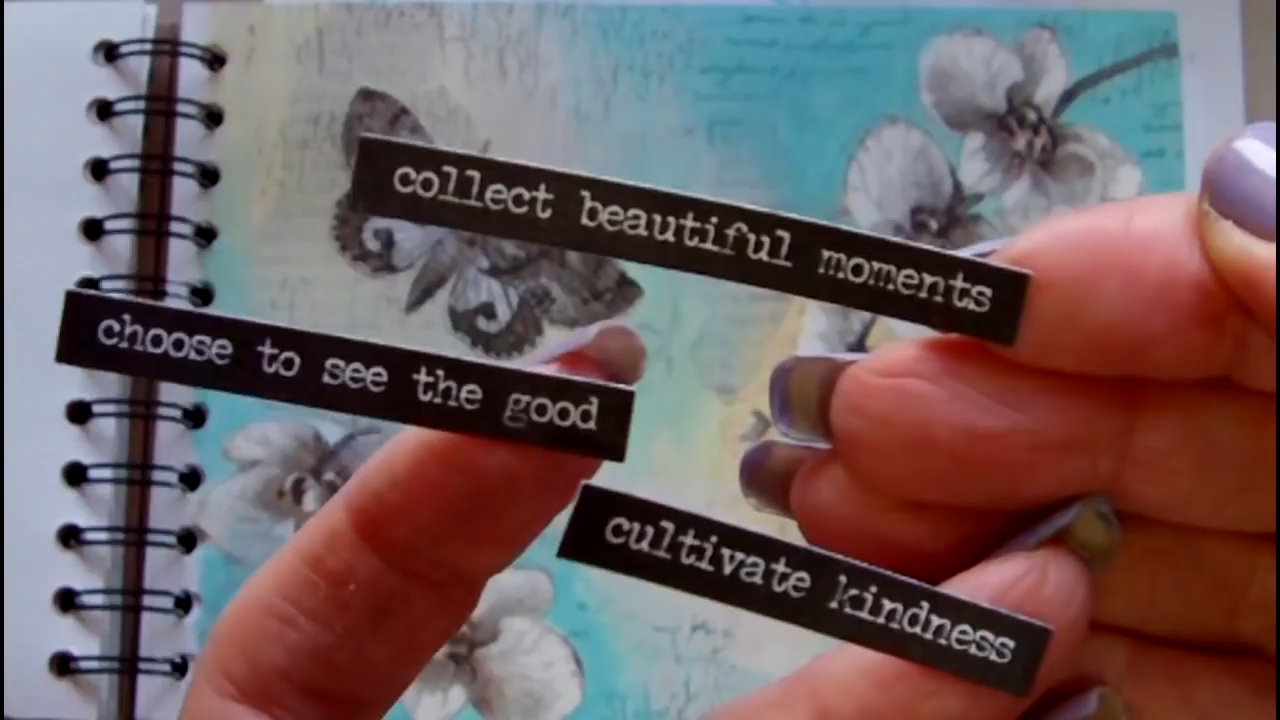 collect beautiful moments
choose to see the good
cultivate kindness